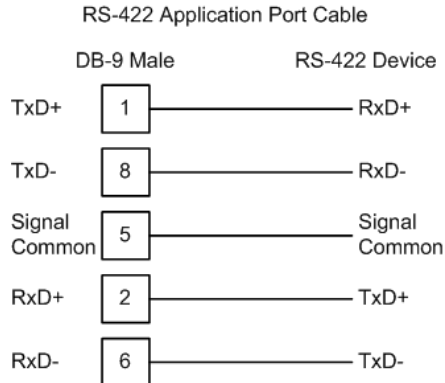 RS-422 Application Port Cable
DB-9 Male RS-422 Device
TxD+ 1 RxD+
TxD- 8 RxD-
Signal Common 5 Signal Common
RxD+ 2 TxD+
RxD- 6 TxD-